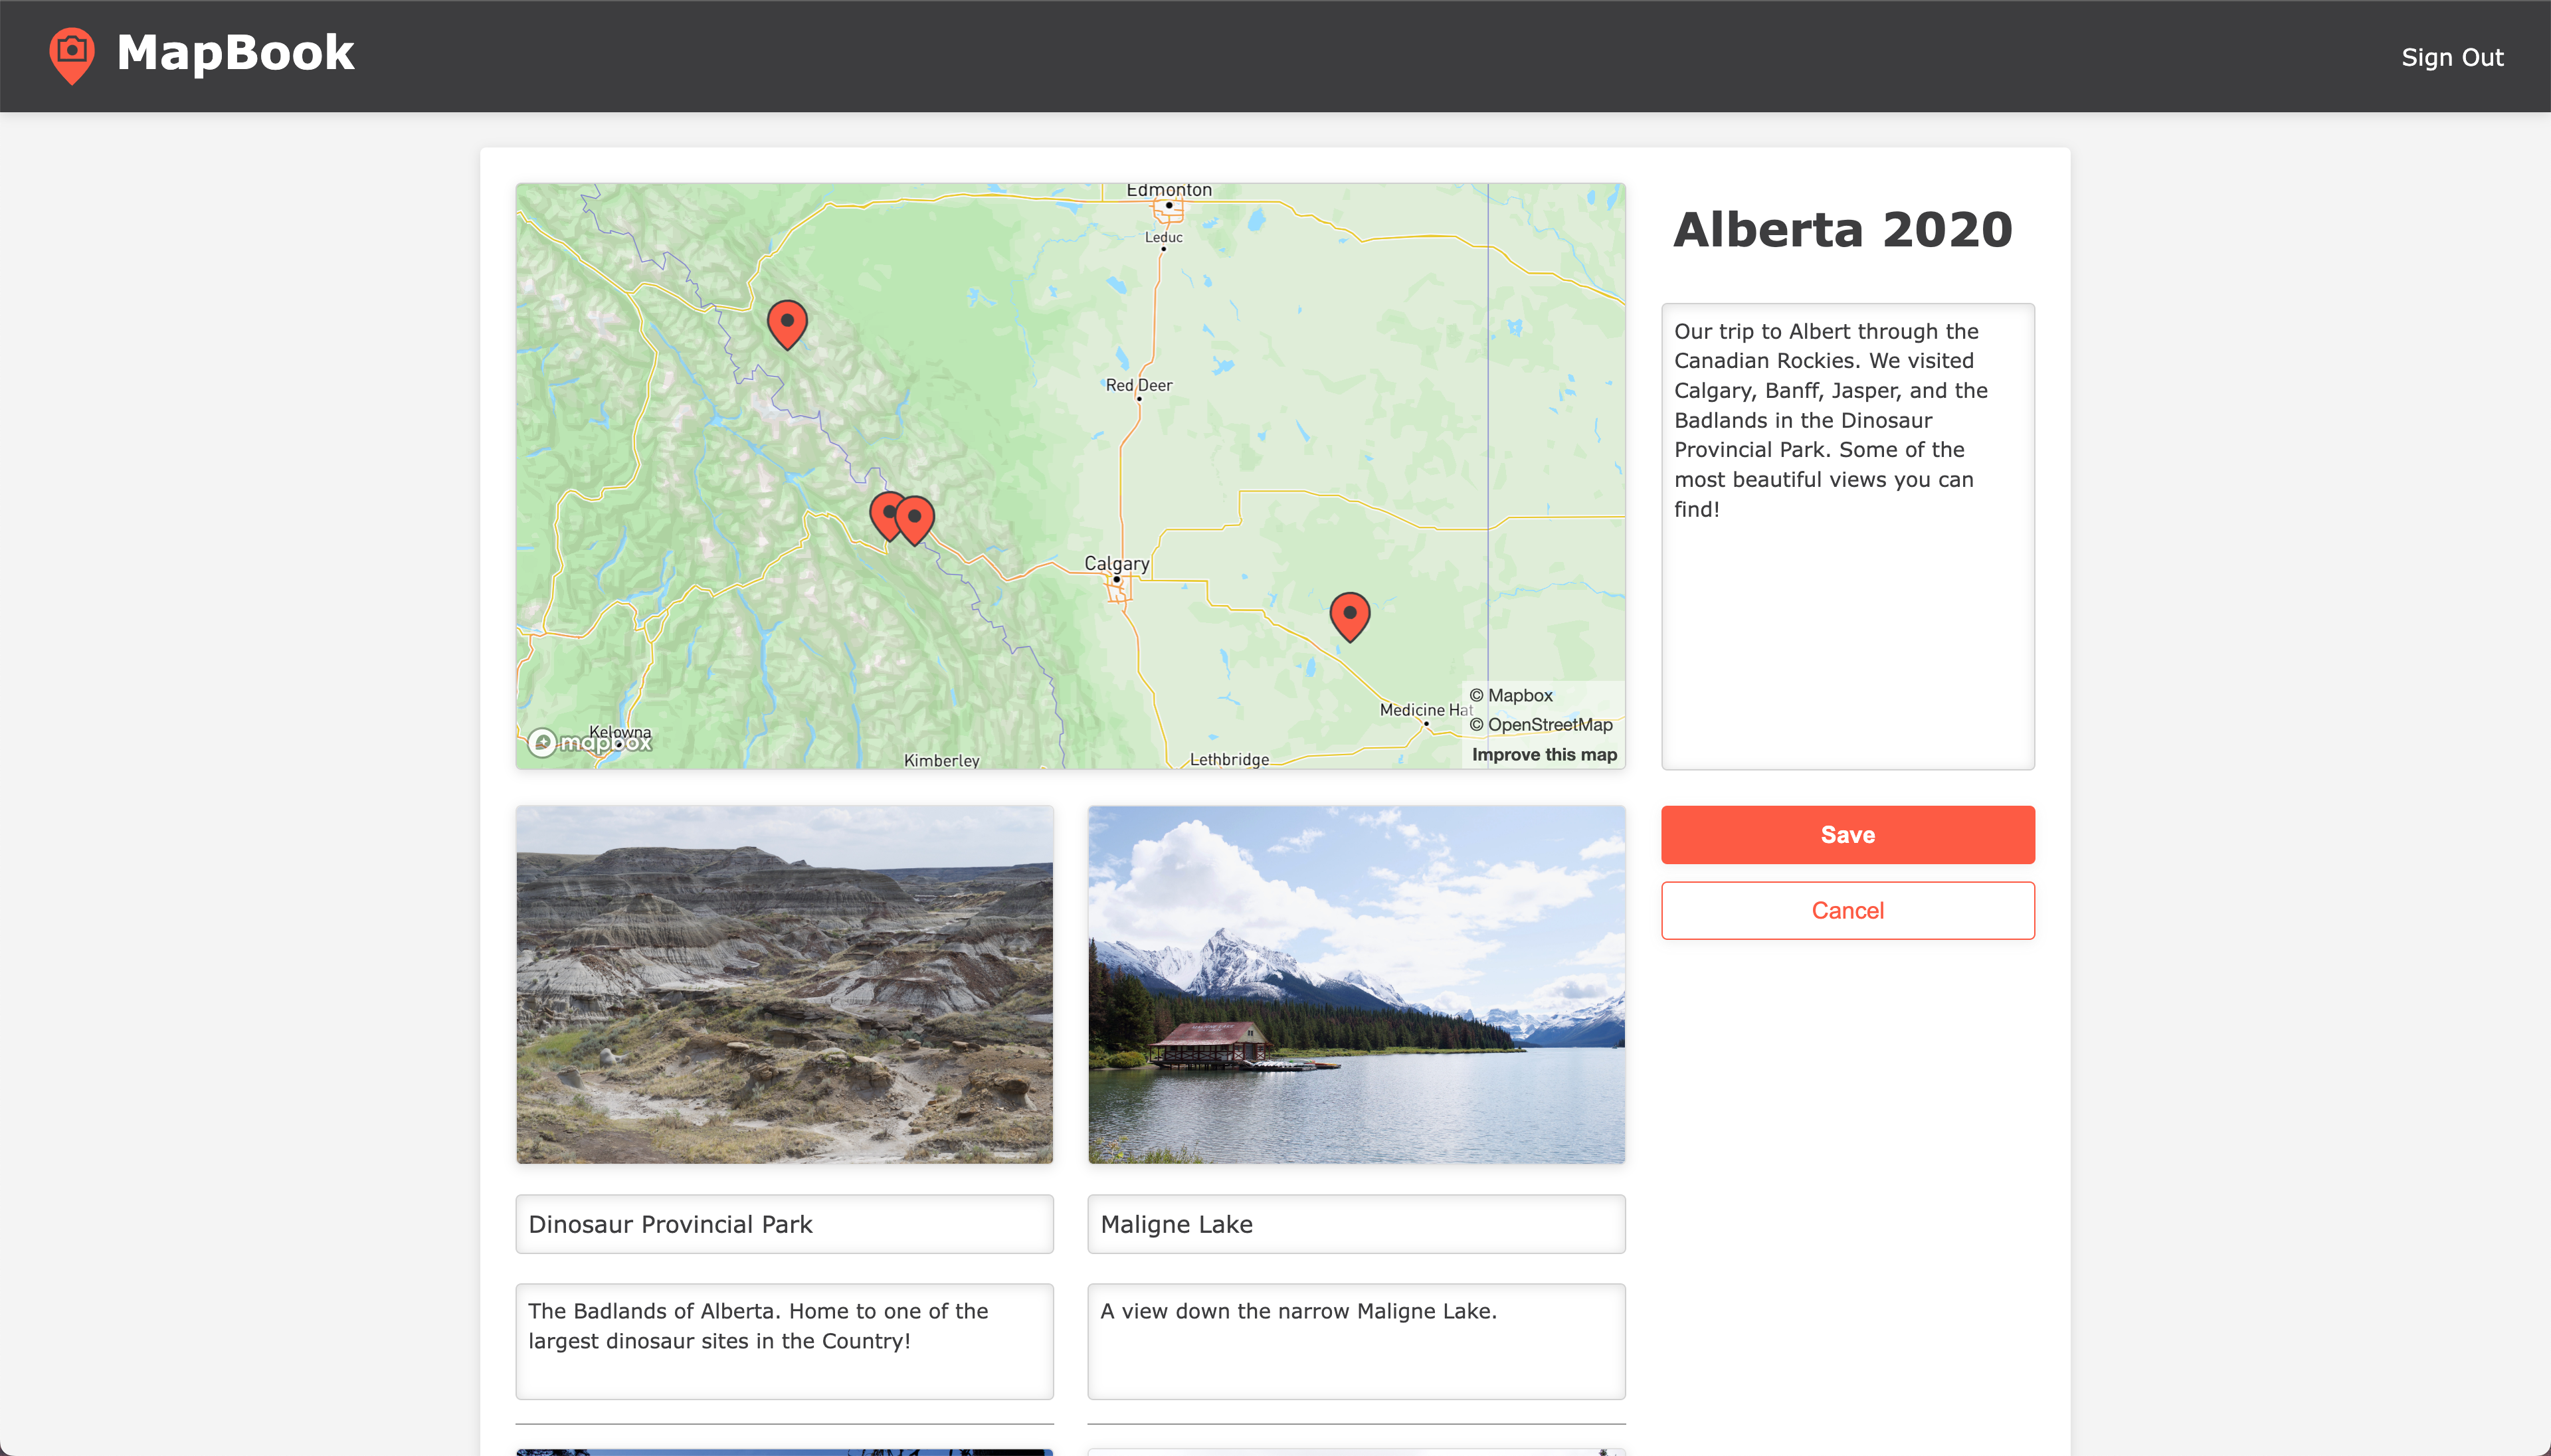 MapBook
Sign Out
Edmonton
Leduc
Red Deer
Calgary
Medicine Hat
Kelowna
Kimberley
Lethbridge
mapbox
© Mapbox
© OpenStreetMap
Improve this map
Alberta 2020
Our trip to Albert through the
Canadian Rockies. We visited
Calgary, Banff, Jasper, and the
Badlands in the Dinosaur
Provincial Park. Some of the
most beautiful views you can
find!
Save
Cancel
Dinosaur Provincial Park
The Badlands of Alberta. Home to one of the
largest dinosaur sites in the Country!
Maligne Lake
A view down the narrow Maligne Lake.